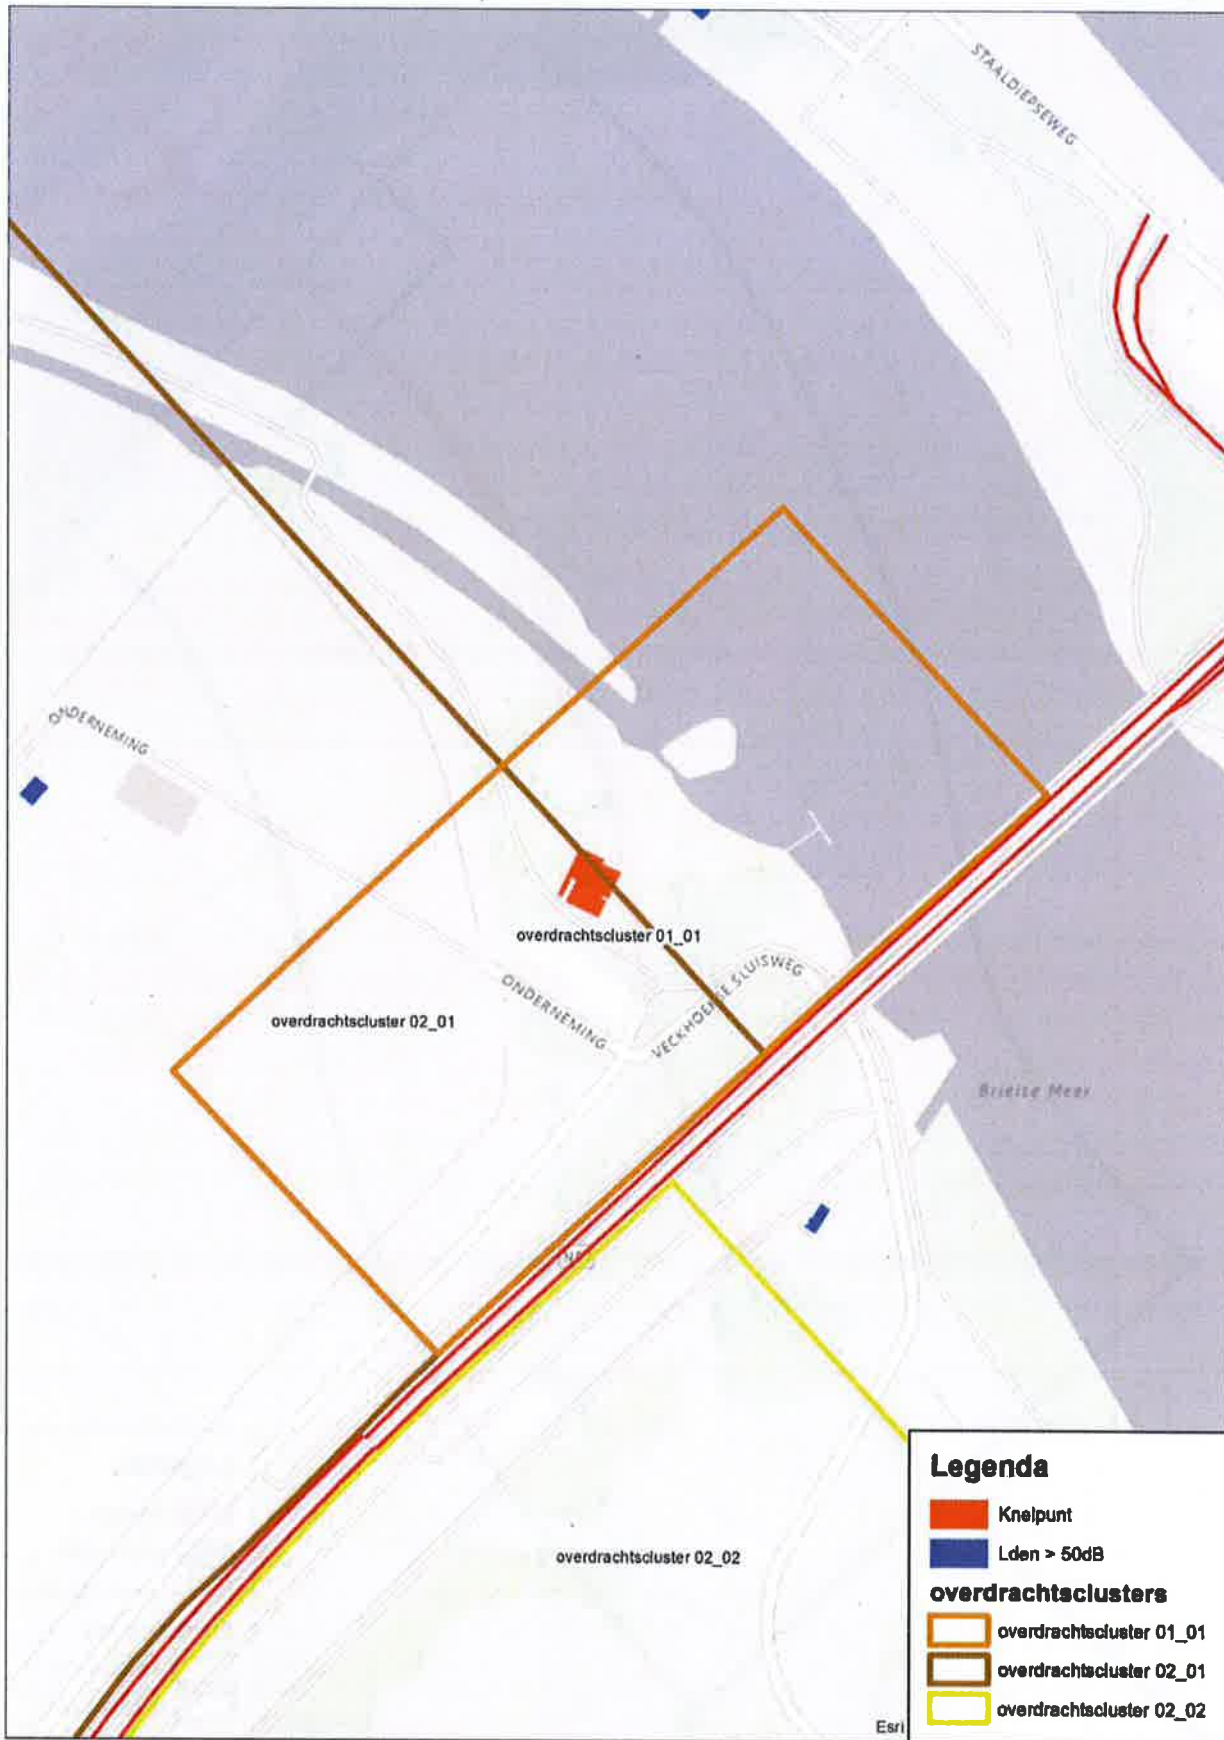 STAALDIEPSEWEG
ONDERNEMING
overdrachtscluster 01_01
ONDERNEMING
VECKHOEKSE SLUISWEG
overdrachtscluster 02_01
Brielse Meer
overdrachtscluster 02_02
Legenda
Knelpunt
Lden > 50dB
overdrachtsclusters
overdrachtscluster 01_01
overdrachtscluster 02_01
overdrachtscluster 02_02
Esri